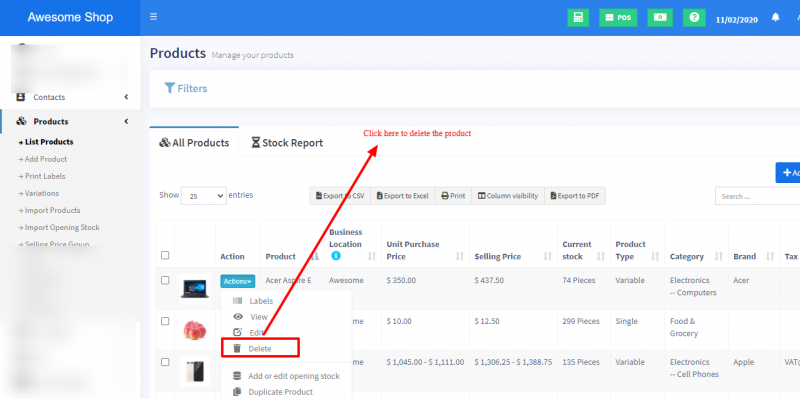 Awesome Shop
POS
11/02/2020
Products Manage your products
Contacts
Products
List Products
Add Product
Print Labels
Variations
Import Products
Import Opening Stock
Selling Price Group
Filters
Click here to delete the product
All Products
Stock Report
Show 25 entries
Export to CSV
Export to Excel
Print
Column visibility
Export to PDF
Search ...
Action
Product
Business
Location
Unit Purchase
Price
Selling Price
Current
stock
Product
Type
Category
Brand
Tax
Actions
Acer Aspire E
Awesome
$ 350.00
$ 437.50
74 Pieces
Variable
Electronics
-- Computers
Acer
Labels
View
Edit
Delete
Add or edit opening stock
Duplicate Product
$ 10.00
$ 12.50
299 Pieces
Single
Food &
Grocery
$ 1,045.00 - $ 1,111.00
$ 1,306.25 - $ 1,388.75
135 Pieces
Variable
Electronics
-- Cell Phones
Apple